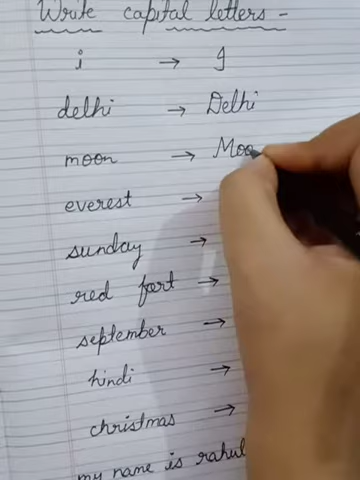 Write capital letters -
i → I
delhi → Delhi
moon → Moo
everest →
sunday →
red fort →
september →
hindi →
christmas →
my name is rahul